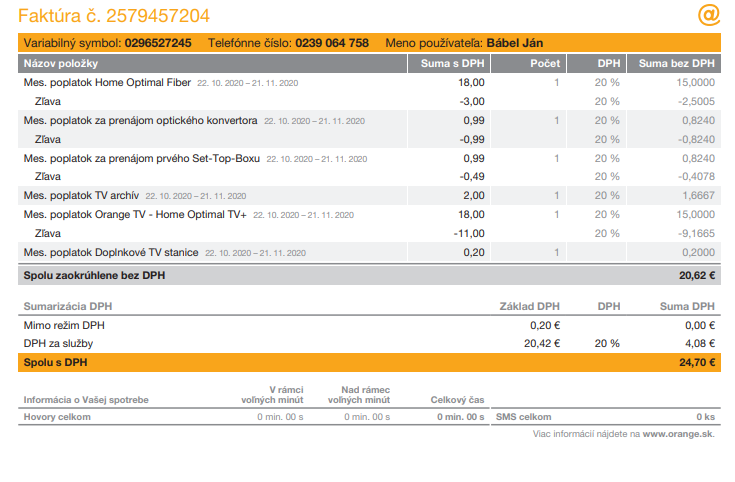 Faktúra č. 2579457204
Variabilný symbol: 0296527245 Telefónne číslo: 0239 064 758 Meno používateľa: Bábel Ján
Názov položky Suma s DPH Počet DPH Suma bez DPH
Mes. poplatok Home Optimal Fiber 22. 10. 2020 – 21. 11. 2020 18,00 1 20 % 15,0000
Zľava -3,00 20 % -2,5005
Mes. poplatok za prenájom optického konvertora 22. 10. 2020 – 21. 11. 2020 0,99 1 20 % 0,8240
Zľava -0,99 20 % -0,8240
Mes. poplatok za prenájom prvého Set-Top-Boxu 22. 10. 2020 – 21. 11. 2020 0,99 1 20 % 0,8240
Zľava -0,49 20 % -0,4078
Mes. poplatok TV archív 22. 10. 2020 – 21. 11. 2020 2,00 1 20 % 1,6667
Mes. poplatok Orange TV - Home Optimal TV+ 22. 10. 2020 – 21. 11. 2020 18,00 1 20 % 15,0000
Zľava -11,00 20 % -9,1665
Mes. poplatok Doplnkové TV stanice 22. 10. 2020 – 21. 11. 2020 0,20 1 0,2000
Spolu zaokrúhlene bez DPH 20,62 €
Sumarizácia DPH Základ DPH DPH Suma DPH
Mimo režim DPH 0,20 € 0,00 €
DPH za služby 20,42 € 20 % 4,08 €
Spolu s DPH 24,70 €
Informácia o Vašej spotrebe V rámci voľných minút Nad rámec voľných minút Celkový čas
Hovory celkom 0 min. 00 s 0 min. 00 s 0 min. 00 s SMS celkom 0 ks
Viac informácií nájdete na www.orange.sk.